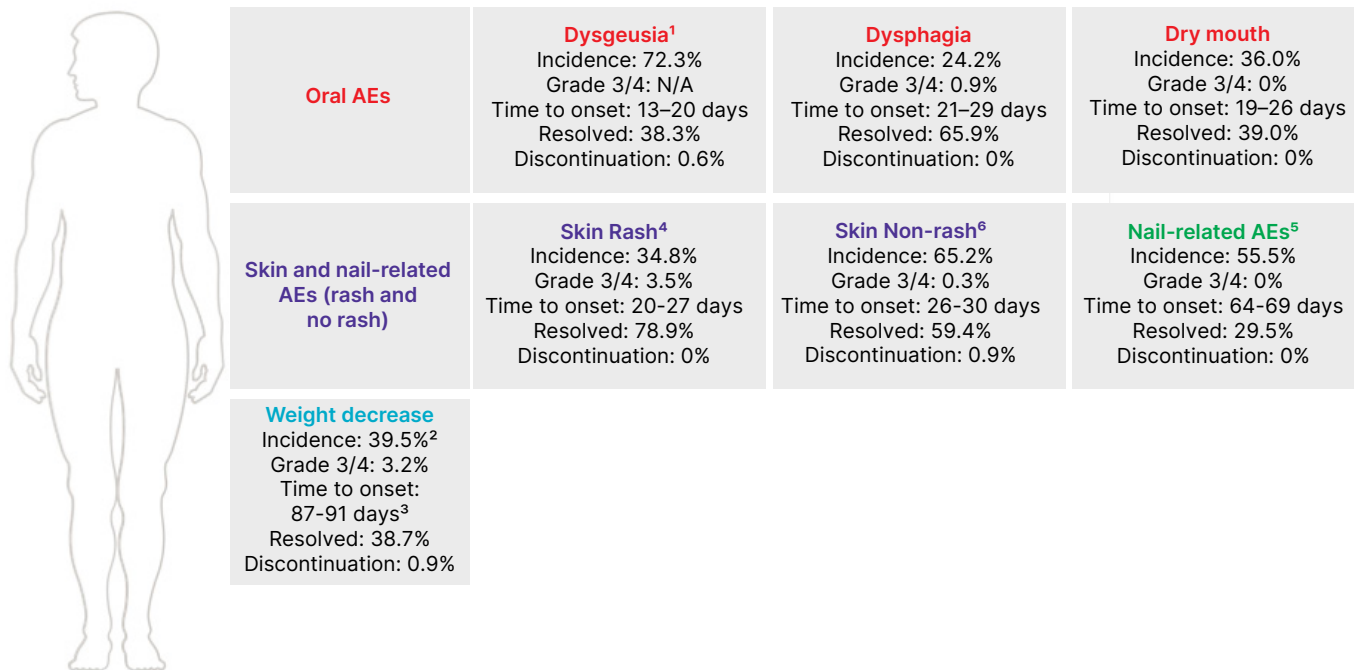 Oral AEs
Dysgeusia¹
Incidence: 72.3%
Grade 3/4: N/A
Time to onset: 13–20 days
Resolved: 38.3%
Discontinuation: 0.6%
Dysphagia
Incidence: 24.2%
Grade 3/4: 0.9%
Time to onset: 21–29 days
Resolved: 65.9%
Discontinuation: 0%
Dry mouth
Incidence: 36.0%
Grade 3/4: 0%
Time to onset: 19–26 days
Resolved: 39.0%
Discontinuation: 0%
Skin and nail-related
AEs (rash and
no rash)
Skin Rash⁴
Incidence: 34.8%
Grade 3/4: 3.5%
Time to onset: 20-27 days
Resolved: 78.9%
Discontinuation: 0%
Skin Non-rash⁶
Incidence: 65.2%
Grade 3/4: 0.3%
Time to onset: 26-30 days
Resolved: 59.4%
Discontinuation: 0.9%
Nail-related AEs⁵
Incidence: 55.5%
Grade 3/4: 0%
Time to onset: 64-69 days
Resolved: 29.5%
Discontinuation: 0%
Weight decrease
Incidence: 39.5%²
Grade 3/4: 3.2%
Time to onset:
87-91 days³
Resolved: 38.7%
Discontinuation: 0.9%